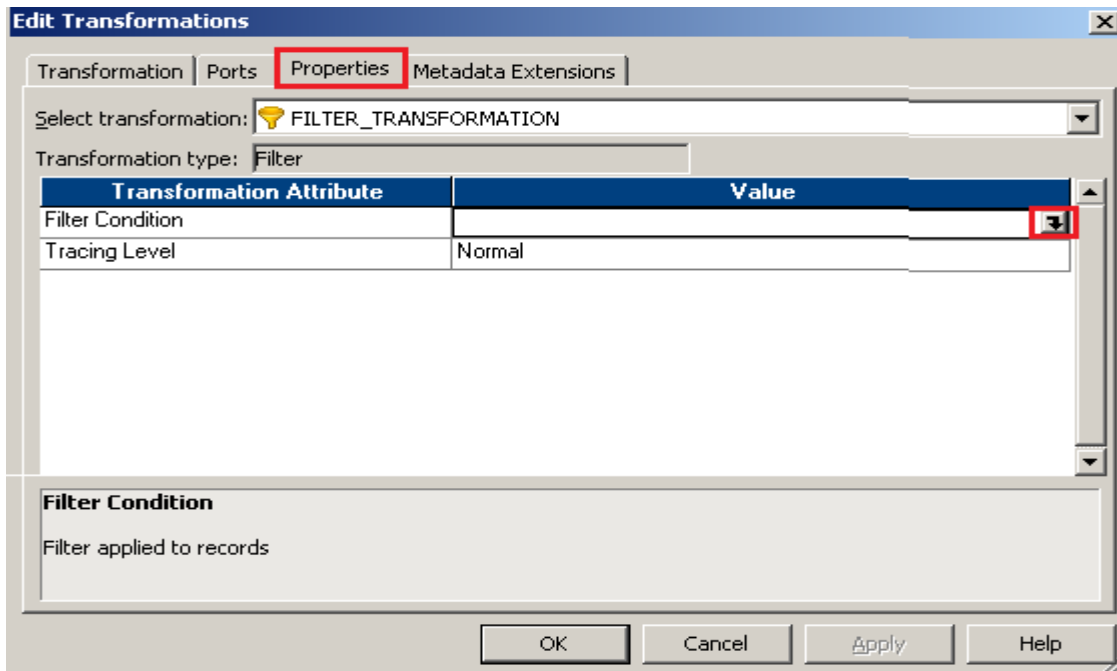 Edit Transformations
Transformation Ports Properties Metadata Extensions
Select transformation: FILTER_TRANSFORMATION
Transformation type: Filter
Transformation Attribute Value
Filter Condition
Tracing Level Normal
Filter Condition
Filter applied to records
OK Cancel Apply Help